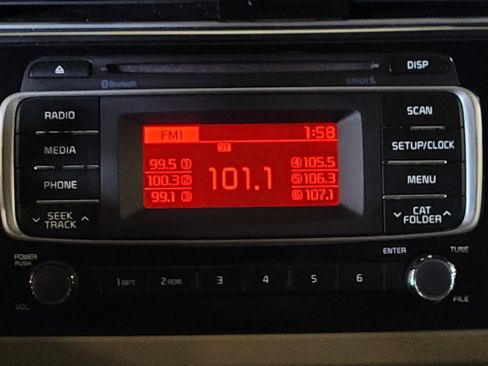 DISP
Bluetooth
SIRIUS
RADIO
SCAN
FM1
1:58
ST
MEDIA
SETUP/CLOCK
99.5 1
4 105.5
100.3 2
101.1
5 106.3
99.1 3
6 107.1
PHONE
MENU
SEEK
TRACK
CAT
FOLDER
POWER
PUSH
ENTER
TUNE
1 RPT
2 RDM
3
4
5
6
VOL
FILE